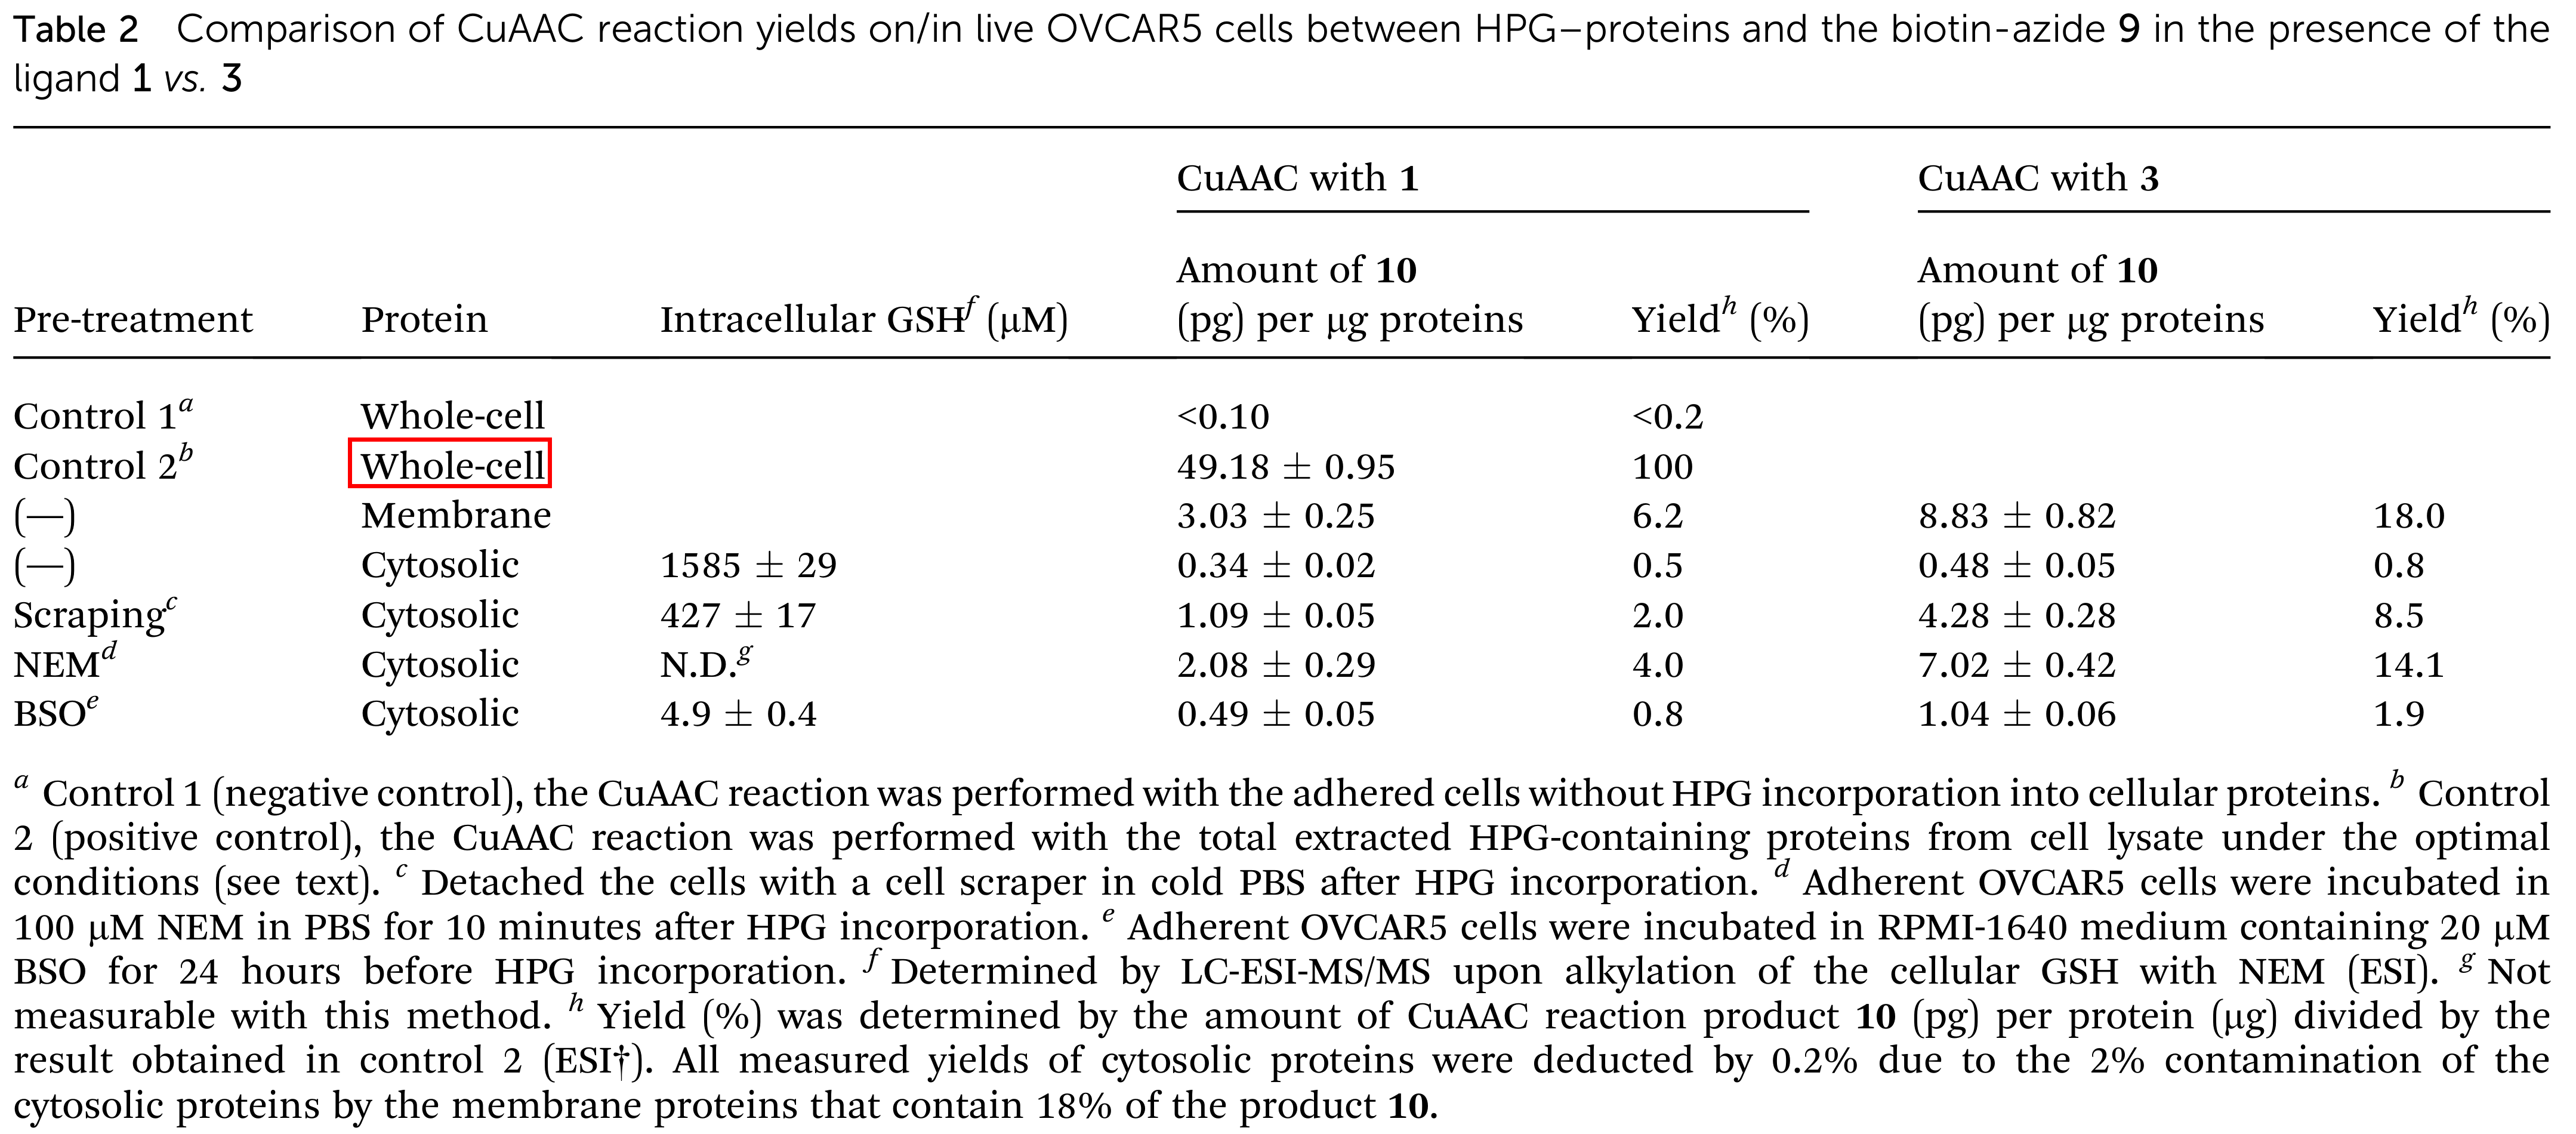 Table 2 Comparison of CuAAC reaction yields on/in live OVCAR5 cells between HPG–proteins and the biotin-azide 9 in the presence of the
ligand 1 vs. 3
CuAAC with 1 CuAAC with 3
Amount of 10 Amount of 10
Pre-treatment Protein Intracellular GSHf (μM) (pg) per μg proteins Yieldh (%) (pg) per μg proteins Yieldh (%)
Control 1a Whole-cell <0.10 <0.2
Control 2b Whole-cell 49.18 ± 0.95 100
(—) Membrane 3.03 ± 0.25 6.2 8.83 ± 0.82 18.0
(—) Cytosolic 1585 ± 29 0.34 ± 0.02 0.5 0.48 ± 0.05 0.8
Scrapingc Cytosolic 427 ± 17 1.09 ± 0.05 2.0 4.28 ± 0.28 8.5
NEMd Cytosolic N.D.g 2.08 ± 0.29 4.0 7.02 ± 0.42 14.1
BSOe Cytosolic 4.9 ± 0.4 0.49 ± 0.05 0.8 1.04 ± 0.06 1.9
a Control 1 (negative control), the CuAAC reaction was performed with the adhered cells without HPG incorporation into cellular proteins. b Control
2 (positive control), the CuAAC reaction was performed with the total extracted HPG-containing proteins from cell lysate under the optimal
conditions (see text). c Detached the cells with a cell scraper in cold PBS after HPG incorporation. d Adherent OVCAR5 cells were incubated in
100 μM NEM in PBS for 10 minutes after HPG incorporation. e Adherent OVCAR5 cells were incubated in RPMI-1640 medium containing 20 μM
BSO for 24 hours before HPG incorporation. f Determined by LC-ESI-MS/MS upon alkylation of the cellular GSH with NEM (ESI). g Not
measurable with this method. h Yield (%) was determined by the amount of CuAAC reaction product 10 (pg) per protein (μg) divided by the
result obtained in control 2 (ESI†). All measured yields of cytosolic proteins were deducted by 0.2% due to the 2% contamination of the
cytosolic proteins by the membrane proteins that contain 18% of the product 10.